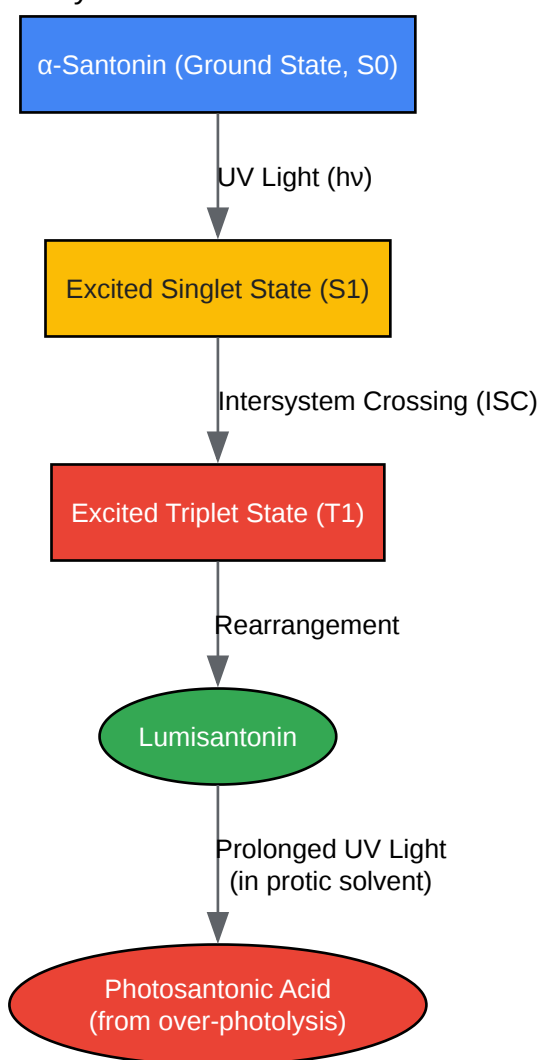 α-Santonin (Ground State, S0)
UV Light (hν)
Excited Singlet State (S1)
Intersystem Crossing (ISC)
Excited Triplet State (T1)
Rearrangement
Lumisantonin
Prolonged UV Light
(in protic solvent)
Photosantonic Acid
(from over-photolysis)